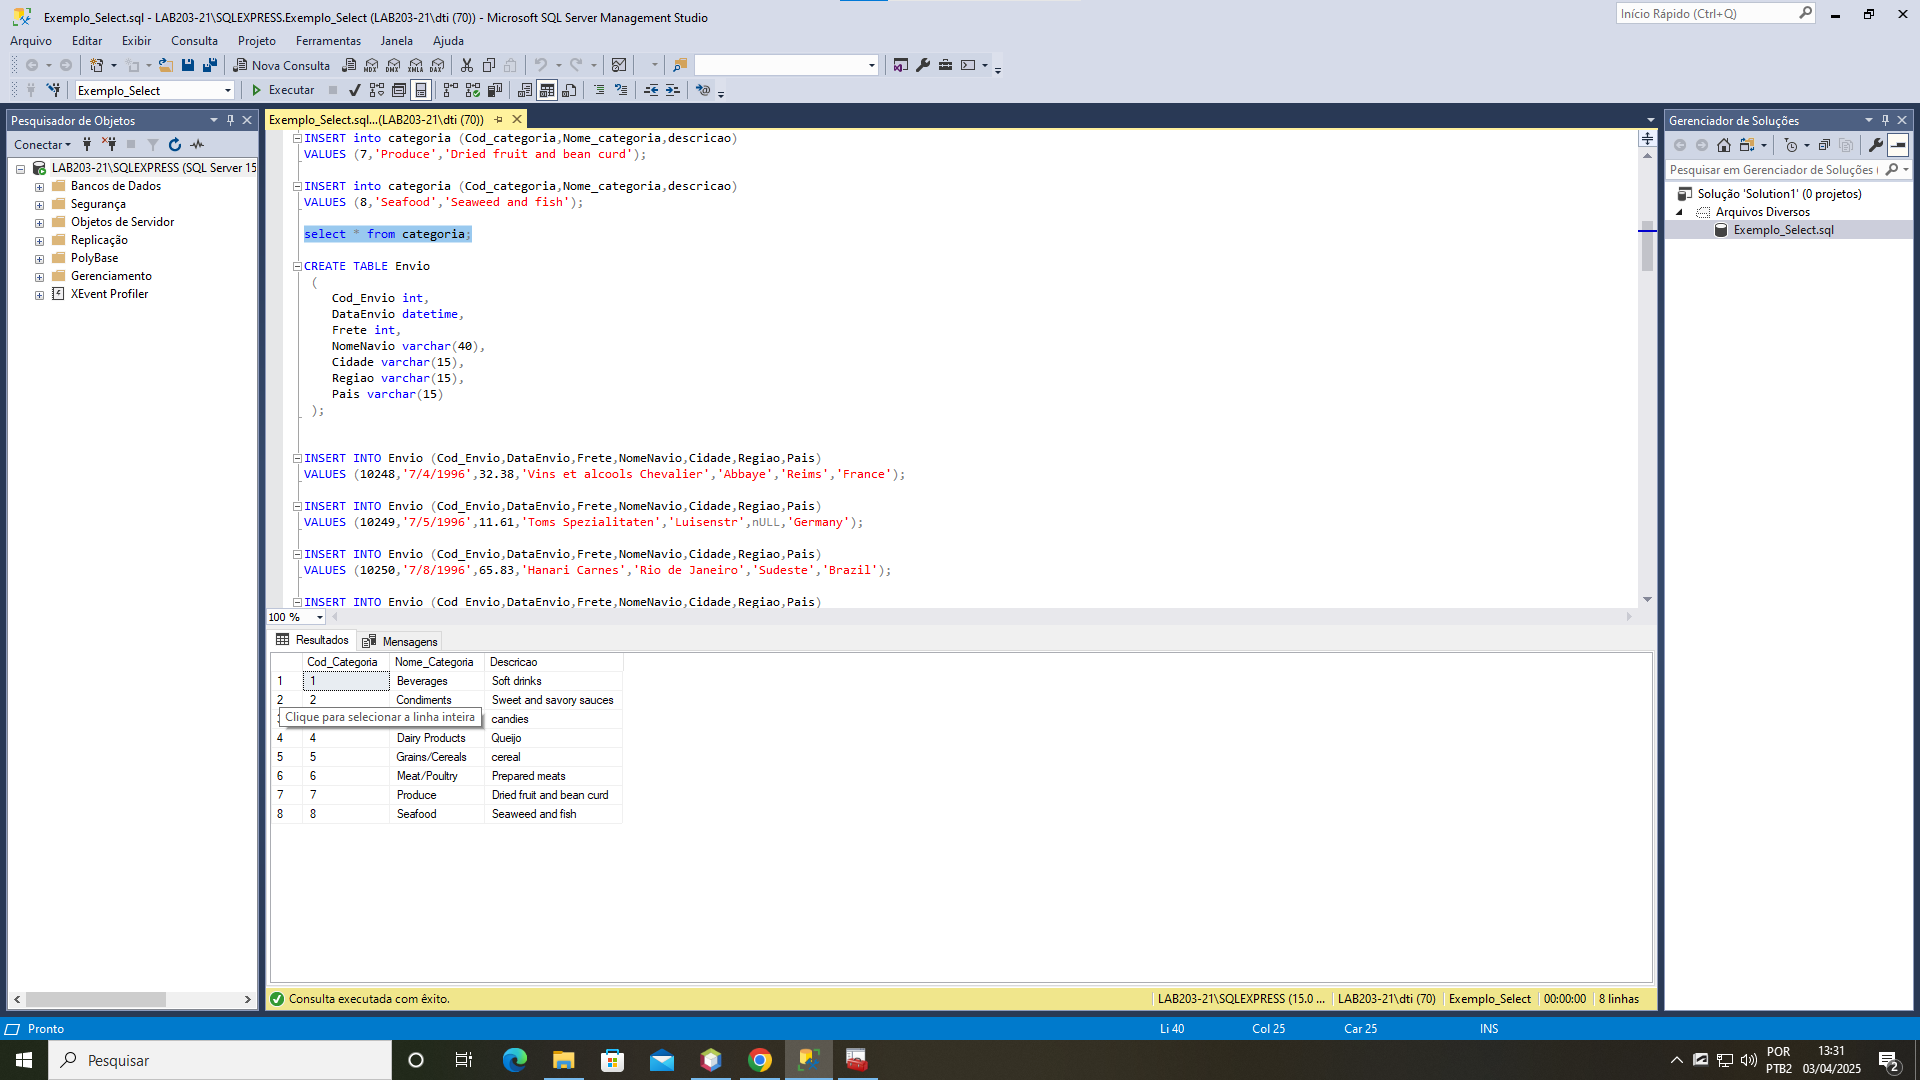 Exemplo_Select.sql - LAB203-21\SQLEXPRESS.Exemplo_Select (LAB203-21\dti (70)) - Microsoft SQL Server Management Studio
Início Rápido (Ctrl+Q)
Arquivo Editar Exibir Consulta Projeto Ferramentas Janela Ajuda
Nova Consulta
MDX DMX XMLA DAX
Exemplo_Select
Executar
Pesquisador de Objetos
Conectar
LAB203-21\SQLEXPRESS (SQL Server 15
Bancos de Dados
Segurança
Objetos de Servidor
Replicação
PolyBase
Gerenciamento
XEvent Profiler
Exemplo_Select.sql...(LAB203-21\dti (70))
INSERT into categoria (Cod_categoria,Nome_categoria,descricao)
VALUES (7,'Produce','Dried fruit and bean curd');
INSERT into categoria (Cod_categoria,Nome_categoria,descricao)
VALUES (8,'Seafood','Seaweed and fish');
select * from categoria;
CREATE TABLE Envio
(
Cod_Envio int,
DataEnvio datetime,
Frete int,
NomeNavio varchar(40),
Cidade varchar(15),
Regiao varchar(15),
Pais varchar(15)
);
INSERT INTO Envio (Cod_Envio,DataEnvio,Frete,NomeNavio,Cidade,Regiao,Pais)
VALUES (10248,'7/4/1996',32.38,'Vins et alcools Chevalier','Abbaye','Reims','France');
INSERT INTO Envio (Cod_Envio,DataEnvio,Frete,NomeNavio,Cidade,Regiao,Pais)
VALUES (10249,'7/5/1996',11.61,'Toms Spezialitaten','Luisenstr',nULL,'Germany');
INSERT INTO Envio (Cod_Envio,DataEnvio,Frete,NomeNavio,Cidade,Regiao,Pais)
VALUES (10250,'7/8/1996',65.83,'Hanari Carnes','Rio de Janeiro','Sudeste','Brazil');
INSERT INTO Envio (Cod_Envio,DataEnvio,Frete,NomeNavio,Cidade,Regiao,Pais)
100 %
Resultados Mensagens
Cod_Categoria Nome_Categoria Descricao
1 1 Beverages Soft drinks
2 2 Condiments Sweet and savory sauces
Clique para selecionar a linha inteira candies
4 4 Dairy Products Queijo
5 5 Grains/Cereals cereal
6 6 Meat/Poultry Prepared meats
7 7 Produce Dried fruit and bean curd
8 8 Seafood Seaweed and fish
Consulta executada com êxito.
LAB203-21\SQLEXPRESS (15.0 ... LAB203-21\dti (70) Exemplo_Select 00:00:00 8 linhas
Gerenciador de Soluções
Pesquisar em Gerenciador de Soluções (
Solução 'Solution1' (0 projetos)
Arquivos Diversos
Exemplo_Select.sql
Pronto
Li 40 Col 25 Car 25 INS
Pesquisar
POR
PTB2
13:31
03/04/2025
2